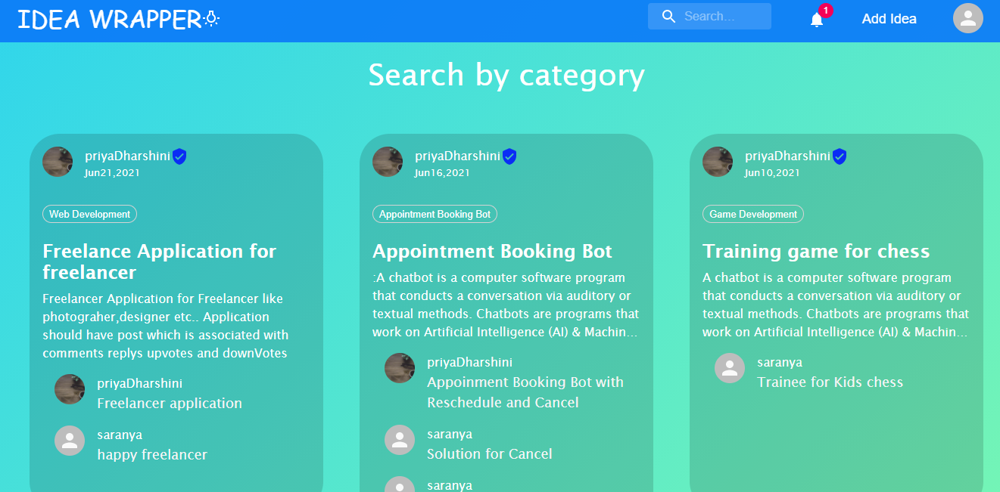 IDEA WRAPPER
Search...
1
Add Idea
Search by category
priyaDharshini
Jun21,2021
Web Development
Freelance Application for
freelancer
Freelancer Application for Freelancer like
photograher,designer etc.. Application
should have post which is associated with
comments replys upvotes and downVotes
priyaDharshini
Freelancer application
saranya
happy freelancer
priyaDharshini
Jun16,2021
Appointment Booking Bot
Appointment Booking Bot
:A chatbot is a computer software program
that conducts a conversation via auditory or
textual methods. Chatbots are programs that
work on Artificial Intelligence (AI) & Machin...
priyaDharshini
Appoinment Booking Bot with
Reschedule and Cancel
saranya
Solution for Cancel
saranya
priyaDharshini
Jun10,2021
Game Development
Training game for chess
A chatbot is a computer software program
that conducts a conversation via auditory or
textual methods. Chatbots are programs that
work on Artificial Intelligence (AI) & Machin...
saranya
Trainee for Kids chess